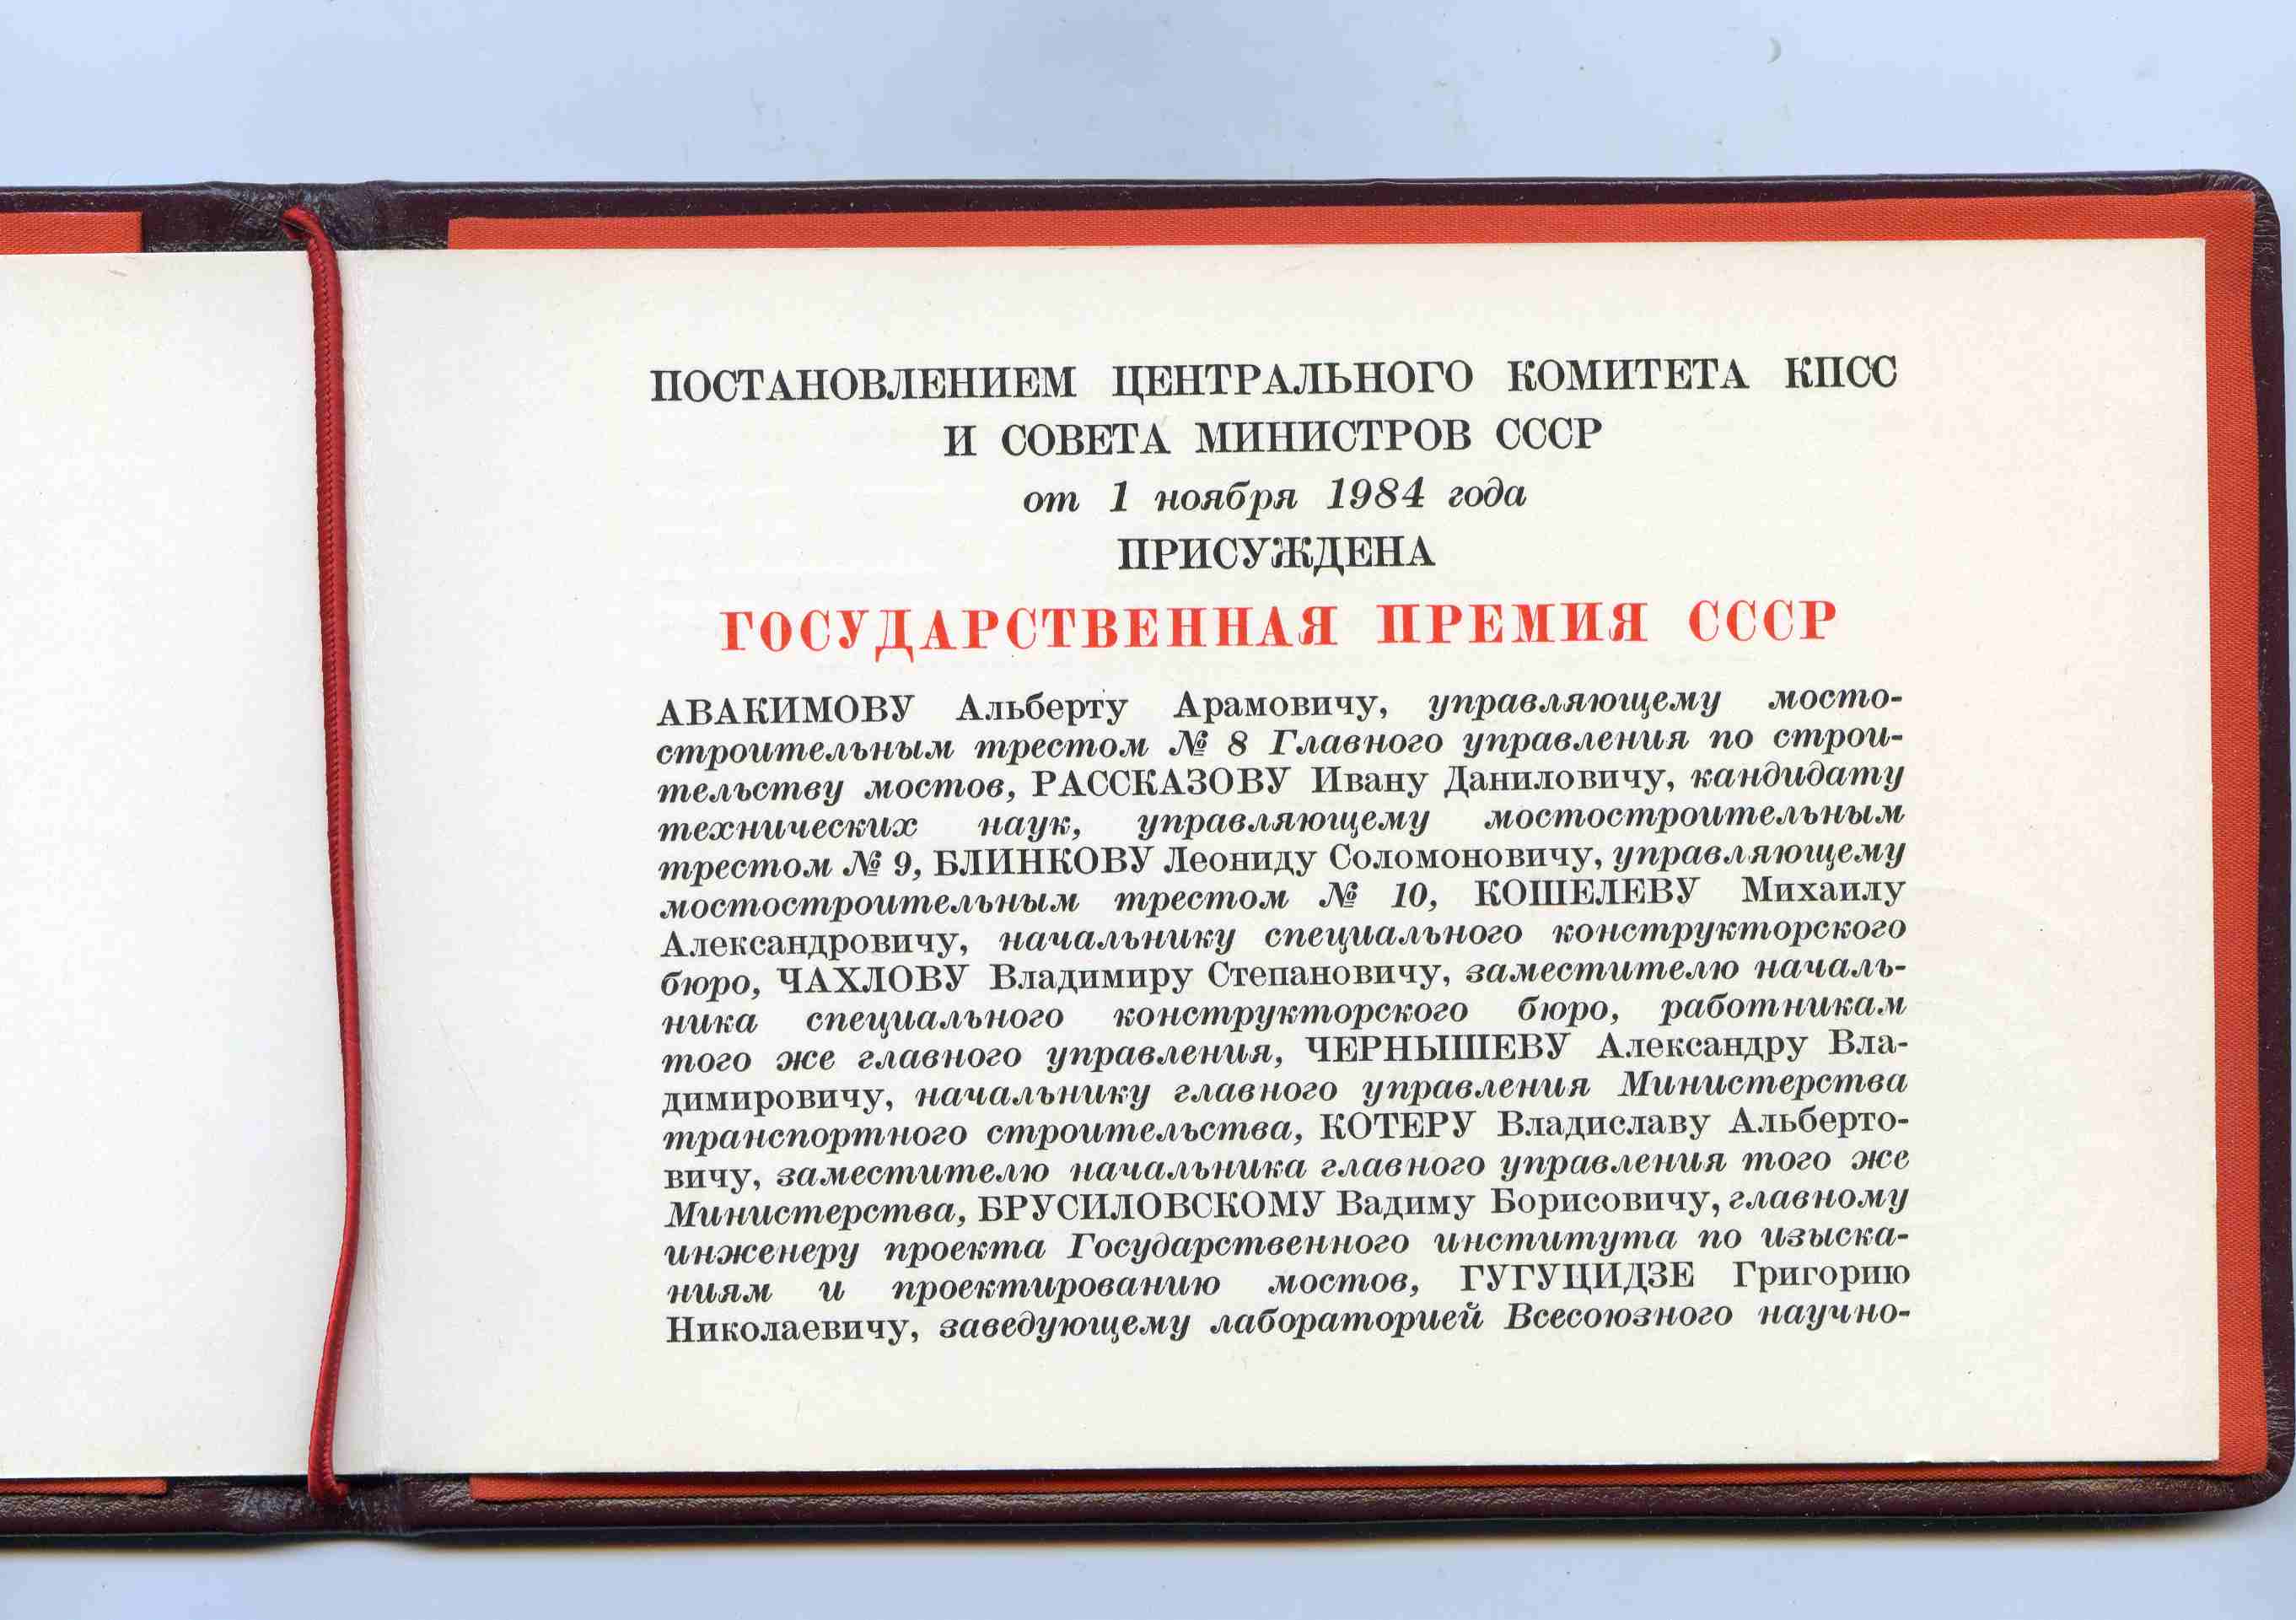 ПОСТАНОВЛЕНИЕМ ЦЕНТРАЛЬНОГО КОМИТЕТА КПСС
И СОВЕТА МИНИСТРОВ СССР
от 1 ноября 1984 года
ПРИСУЖДЕНА
ГОСУДАРСТВЕННАЯ ПРЕМИЯ СССР
АВАКИМОВУ Альберту Арамовичу, управляющему мосто-
строительным трестом № 8 Главного управления по строи-
тельству мостов, РАССКАЗОВУ Ивану Даниловичу, кандидату
технических наук, управляющему мостостроительным
трестом № 9, БЛИНКОВУ Леониду Соломоновичу, управляющему
мостостроительным трестом № 10, КОШЕЛЕВУ Михаилу
Александровичу, начальнику специального конструкторского
бюро, ЧАХЛОВУ Владимиру Степановичу, заместителю началь-
ника специального конструкторского бюро, работникам
того же главного управления, ЧЕРНЫШЕВУ Александру Вла-
димировичу, начальнику главного управления Министерства
транспортного строительства, КОТЕРУ Владиславу Альберто-
вичу, заместителю начальника главного управления того же
Министерства, БРУСИЛОВСКОМУ Вадиму Борисовичу, главному
инженеру проекта Государственного института по изыска-
ниям и проектированию мостов, ГУГУЦИДЗЕ Григорию
Николаевичу, заведующему лабораторией Всесоюзного научно-